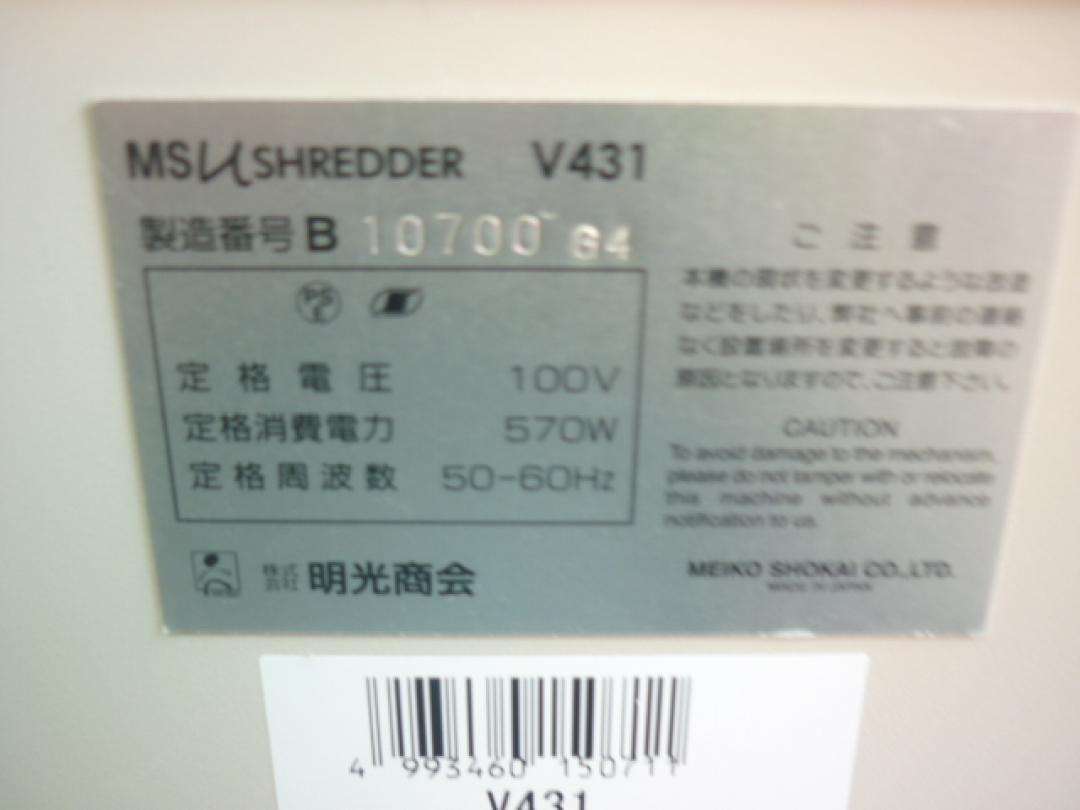 MS SHREDDER V431
製造番号 B 10700 G4
定格電圧 100V
定格消費電力 570W
定格周波数 50-60Hz
株式会社 明光商会
ご注意
本機の現状を変更するような改造
などをしたり、弊社へ事前の連絡
なく設置場所を変更すると故障の
原因となりますので、ご注意下さい。
CAUTION
To avoid damage to the mechanism,
please do not tamper with or relocate
this machine without advance
notification to us.
MEIKO SHOKAI CO.,LTD.
MADE IN JAPAN
4 993460 150711
V431